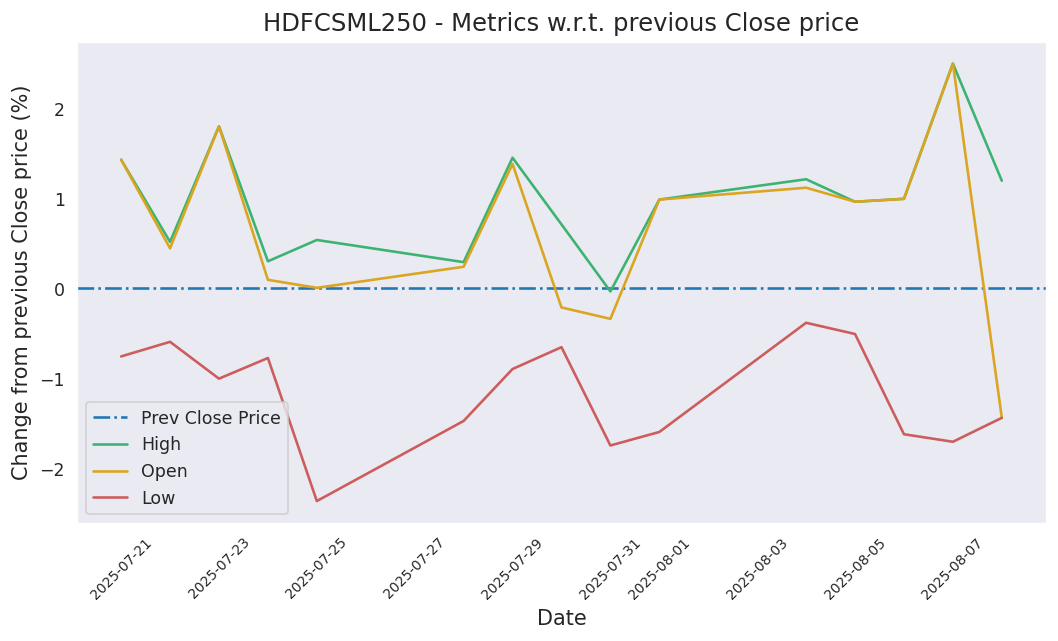 HDFCSML250 - Metrics w.r.t. previous Close price
Change from previous Close price (%)
2
1
0
−1
−2
Prev Close Price
High
Open
Low
2025-07-21
2025-07-23
2025-07-25
2025-07-27
2025-07-29
2025-07-31
2025-08-01
2025-08-03
2025-08-05
2025-08-07
Date